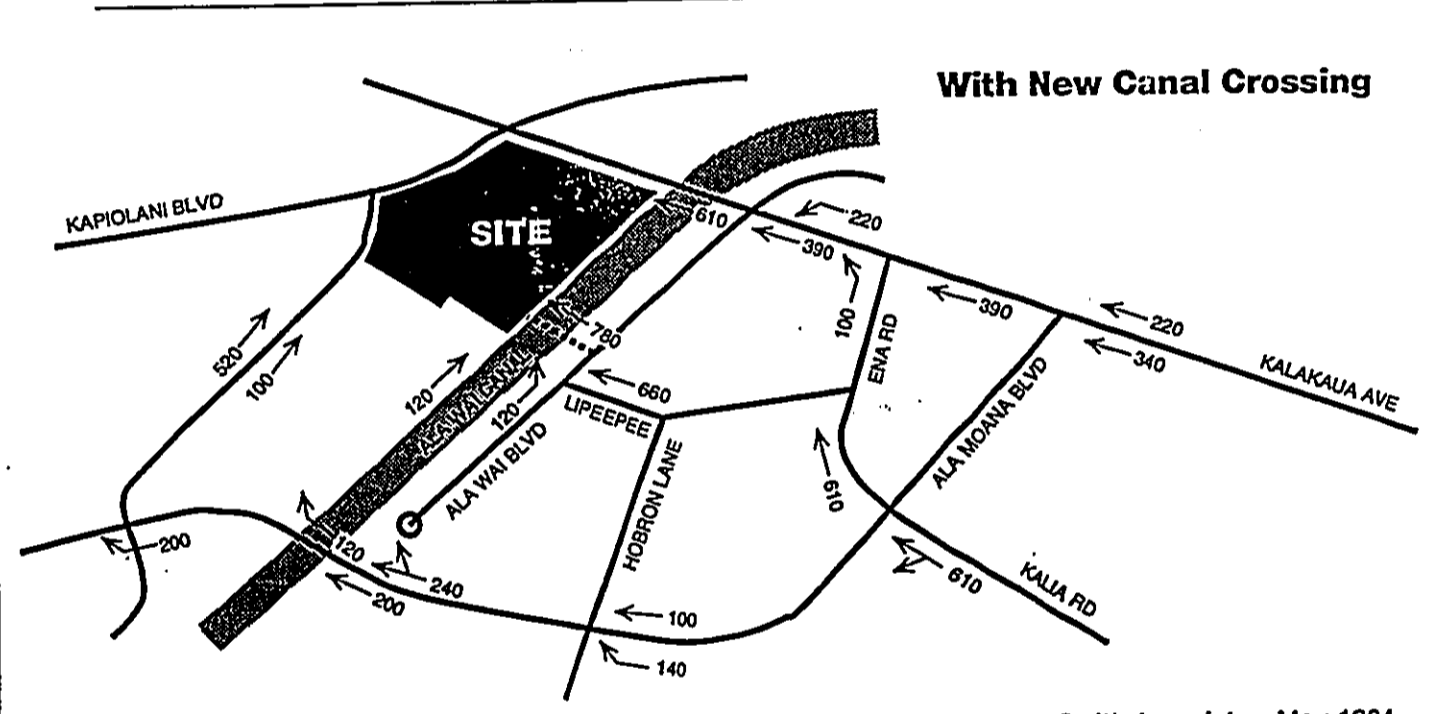 With New Canal Crossing
KAPIOLANI BLVD
SITE
610
220
390
100
390
220
340
KALAKAUA AVE
520
100
120
ALA WAI CANAL
780
120
660
LIPEEPEE
ENA RD
ALA MOANA BLVD
ALA WAI BLVD
HOBRON LANE
610
200
120
240
200
100
140
610
KALIA RD
1984